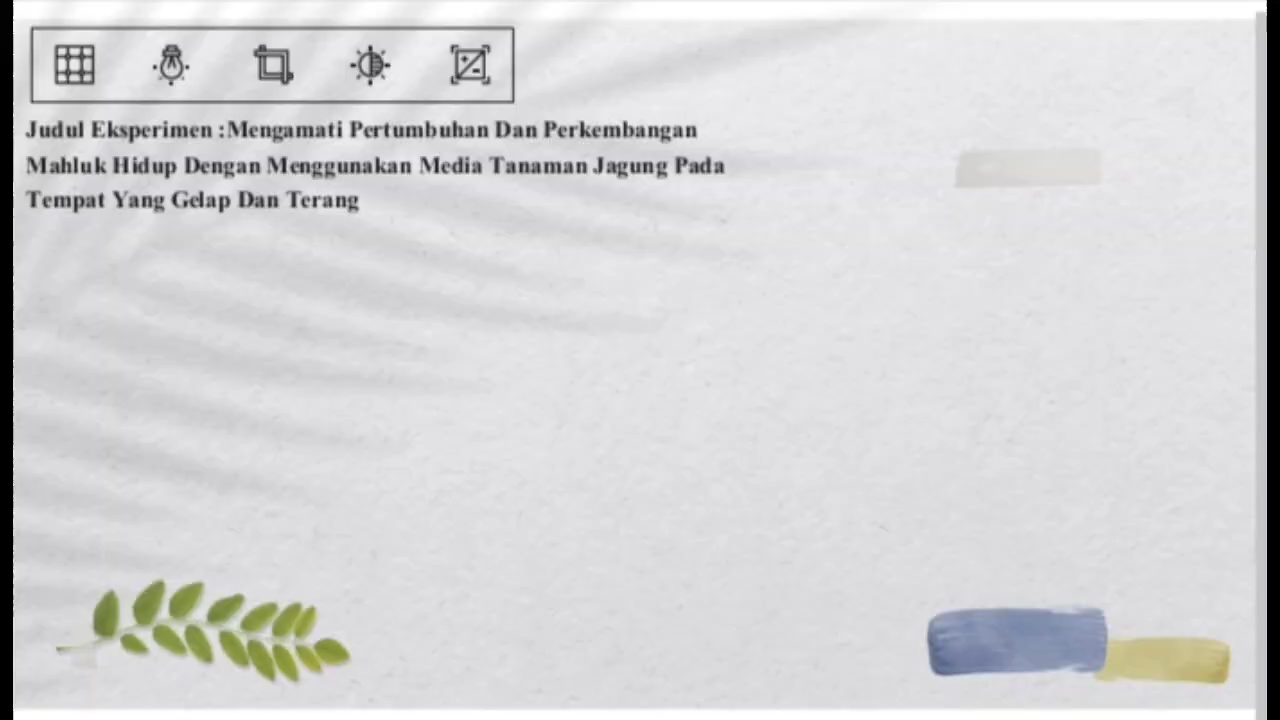 Judul Eksperimen :Mengamati Pertumbuhan Dan Perkembangan
Mahluk Hidup Dengan Menggunakan Media Tanaman Jagung Pada
Tempat Yang Gelap Dan Terang